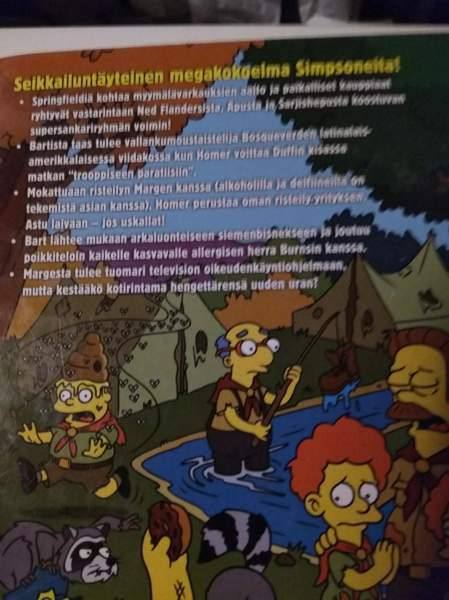 Seikkailuntäyteinen megakokoelma Simpsoneita!
• Springfieldiä kohtaa myymälävarkauksien aalto ja paikalliset kauppiaat
ryhtyvät vastarintaan Ned Flandersista, Apusta ja Sarjishepusta koostuvan
supersankariryhmän voimin!
• Bartista taas tulee vallankumoustaistelija Bosqueverden latinalais-
amerikkalaisessa viidakossa kun Homer voittaa Duffin kisassa
matkan "trooppiseen paratiisiin".
• Mokattuaan risteilyn Margen kanssa (alkoholilla ja delfiineillä on
tekemistä asian kanssa), Homer perustaa oman risteily-yrityksen.
Astu laivaan – jos uskallat!
• Bart lähtee mukaan arkaluonteiseen siemenbisnekseen ja joutuu
poikkiteloin kaikelle kasvavalle allergisen herra Burnsin kanssa.
• Margesta tulee tuomari television oikeudenkäyntiohjelmaan,
mutta kestääkö kotirintama hengettärensä uuden uran?